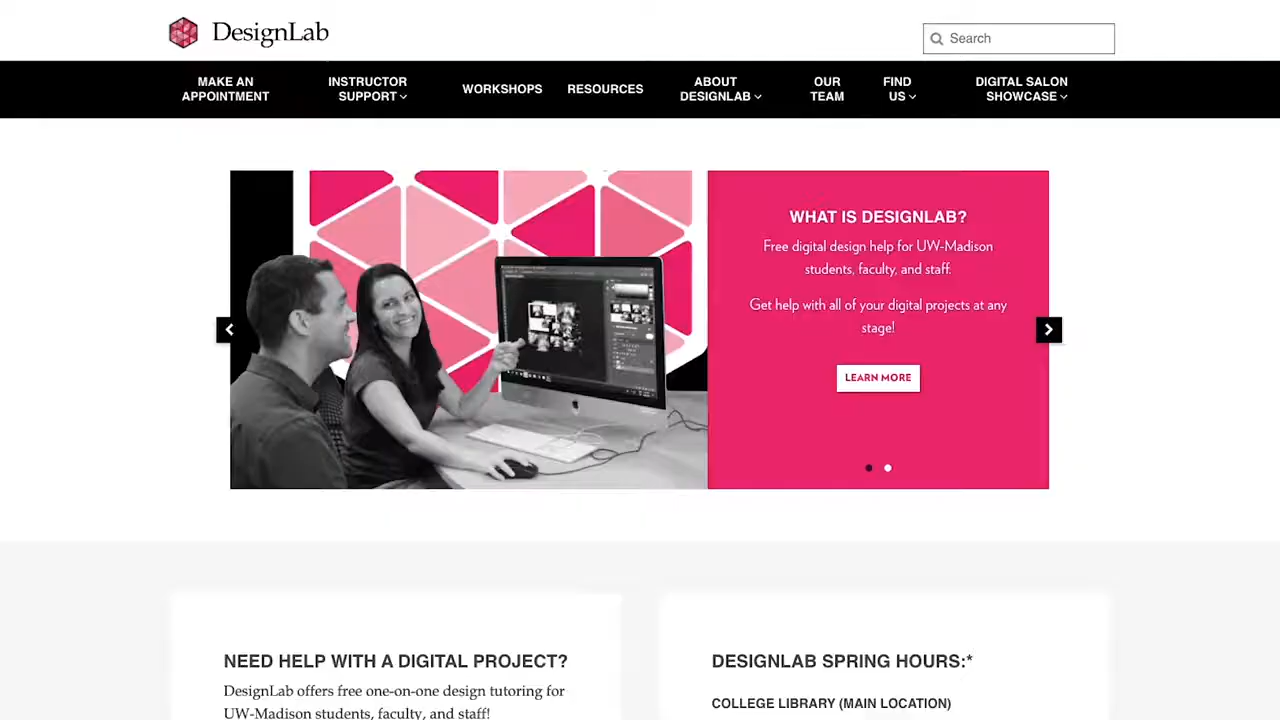 DesignLab
Search
MAKE AN
APPOINTMENT
INSTRUCTOR
SUPPORT
WORKSHOPS
RESOURCES
ABOUT
DESIGNLAB
OUR
TEAM
FIND
US
DIGITAL SALON
SHOWCASE
WHAT IS DESIGNLAB?
Free digital design help for UW-Madison
students, faculty, and staff.
Get help with all of your digital projects at any
stage!
LEARN MORE
NEED HELP WITH A DIGITAL PROJECT?
DesignLab offers free one-on-one design tutoring for
UW-Madison students, faculty, and staff!
DESIGNLAB SPRING HOURS:*
COLLEGE LIBRARY (MAIN LOCATION)